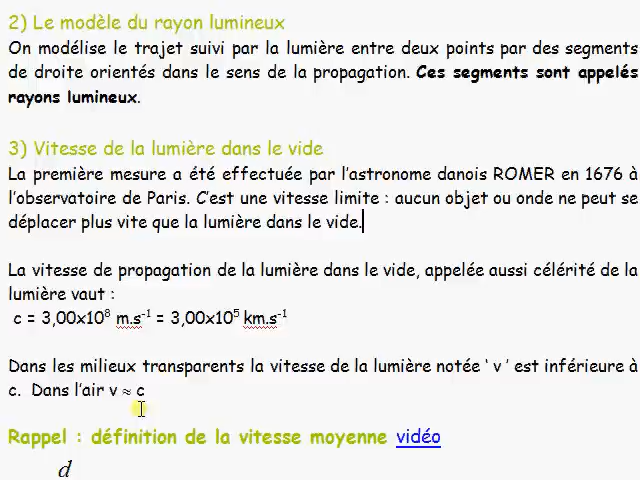 2) Le modèle du rayon lumineux
On modélise le trajet suivi par la lumière entre deux points par des segments
de droite orientés dans le sens de la propagation. Ces segments sont appelés
rayons lumineux.
3) Vitesse de la lumière dans le vide
La première mesure a été effectuée par l'astronome danois ROMER en 1676 à
l'observatoire de Paris. C'est une vitesse limite : aucun objet ou onde ne peut se
déplacer plus vite que la lumière dans le vide.
La vitesse de propagation de la lumière dans le vide, appelée aussi célérité de la
lumière vaut :
c = 3,00x10⁸ m.s⁻¹ = 3,00x10⁵ km.s⁻¹
Dans les milieux transparents la vitesse de la lumière notée ' v ' est inférieure à
c. Dans l'air v ≈ c
Rappel : définition de la vitesse moyenne vidéo
d